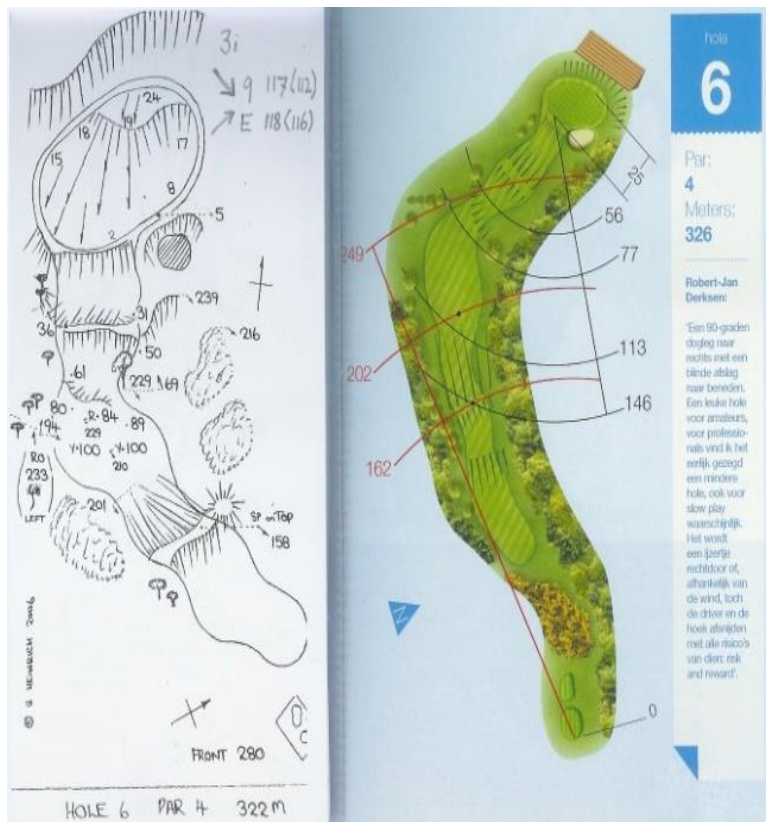 3i
9 117(112)
E 118(116)
24
19
18
17
15
8
5
2
31
239
36
216
50
61
229
169
80
R-84
89
194
229
Y-100
Y-100
210
RO
233
LEFT
201
SP on TOP
158
© G HEINRICH 2006
FRONT 280
HOLE 6 PAR 4 322M
25
56
249
77
202
113
146
162
N
0
hole
6
Par:
4
Meters:
326
Robert-Jan
Derksen:
'Een 90-graden
dogleg naar
rechts met een
blinde afslag
naar beneden.
Een leuke hole
voor amateurs,
voor professio-
nals vind ik het
eerlijk gezegd
een mindere
hole, ook voor
slow play
waarschijnlijk.
Het wordt
een ijzertje
rechtdoor of,
afhankelijk van
de wind, toch
de driver en de
hoek afsnijden
met alle risico's
van dien: risk
and reward'.